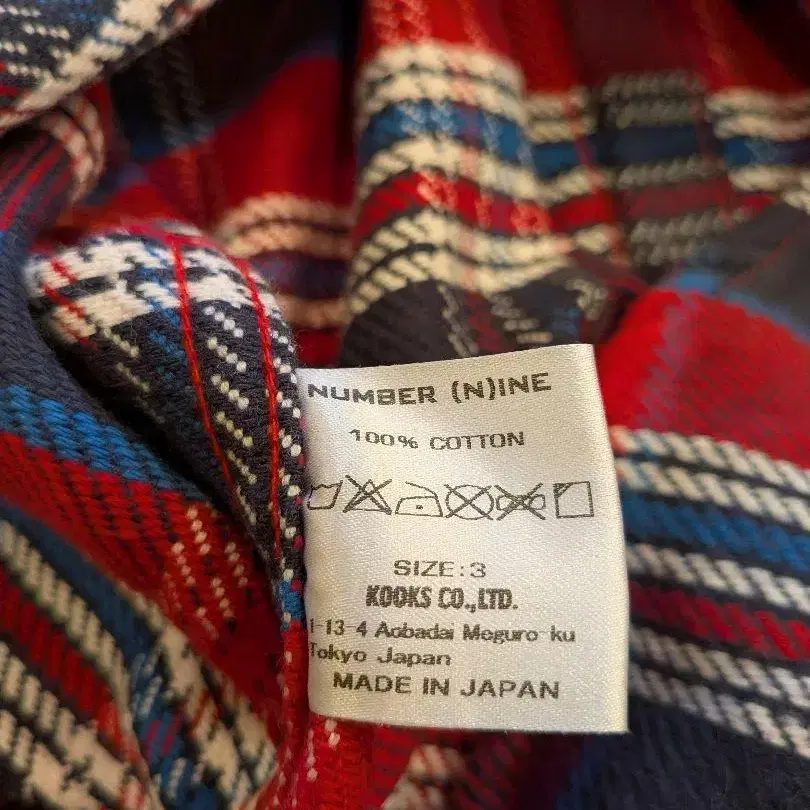 NUMBER (N)INE
100% COTTON
SIZE:3
KOOKS CO.,LTD.
1-13-4 Aobadai Meguro-ku
Tokyo Japan
MADE IN JAPAN